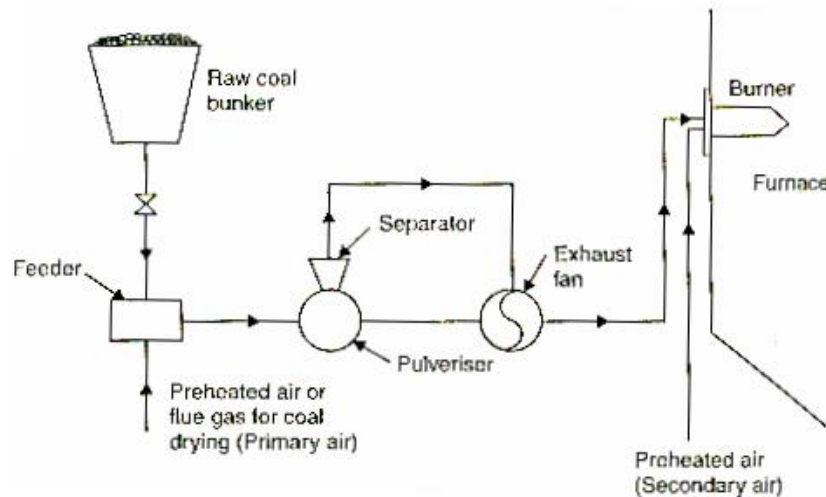 Raw coal
bunker
Burner
Furnace
Separator
Feeder
Exhaust
fan
Pulveriser
Preheated air or
flue gas for coal
drying (Primary air)
Preheated air
(Secondary air)